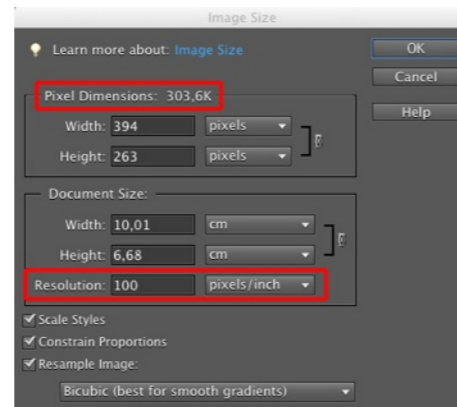 Image Size
Learn more about: Image Size
OK
Cancel
Help
Pixel Dimensions: 303,6K
Width: 394 pixels
Height: 263 pixels
Document Size:
Width: 10,01 cm
Height: 6,68 cm
Resolution: 100 pixels/inch
Scale Styles
Constrain Proportions
Resample Image:
Bicubic (best for smooth gradients)